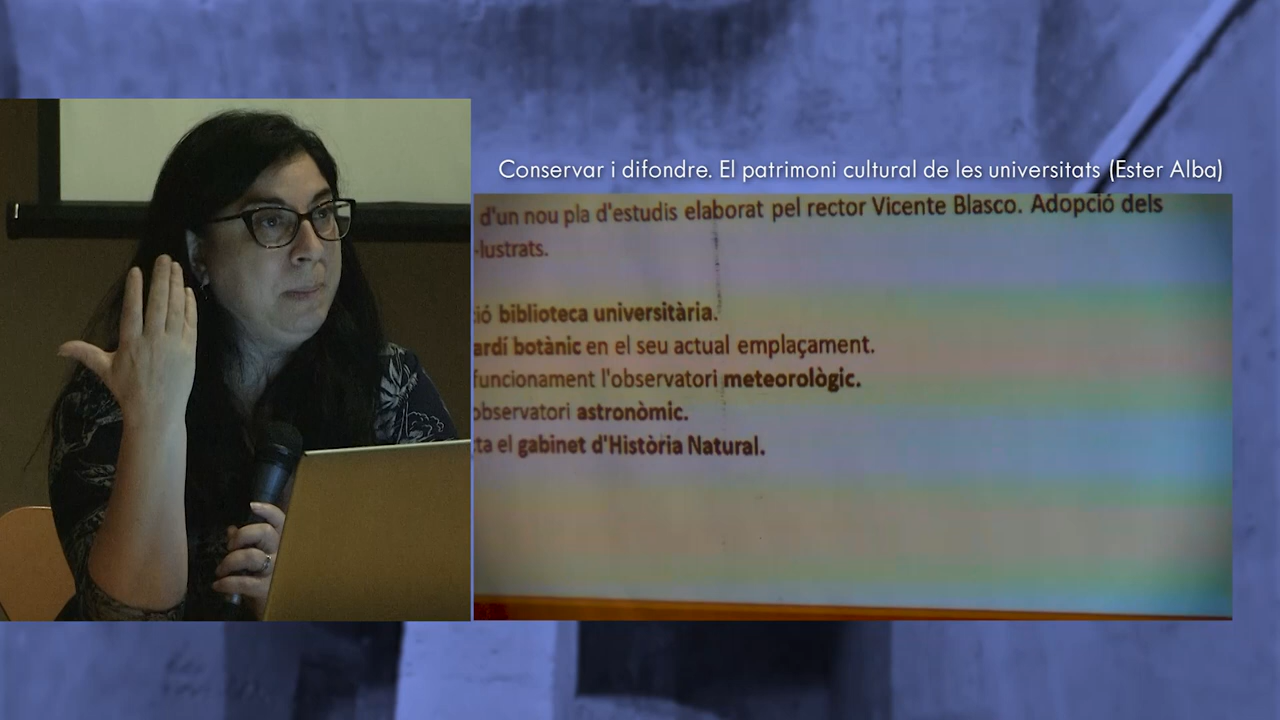 Conservar i difondre. El patrimoni cultural de les universitats (Ester Alba)
d'un nou pla d'estudis elaborat pel rector Vicente Blasco. Adopció dels
·lustrats.
ió biblioteca universitària.
ardí botànic en el seu actual emplaçament.
funcionament l'observatori meteorològic.
observatori astronòmic.
ta el gabinet d'Història Natural.